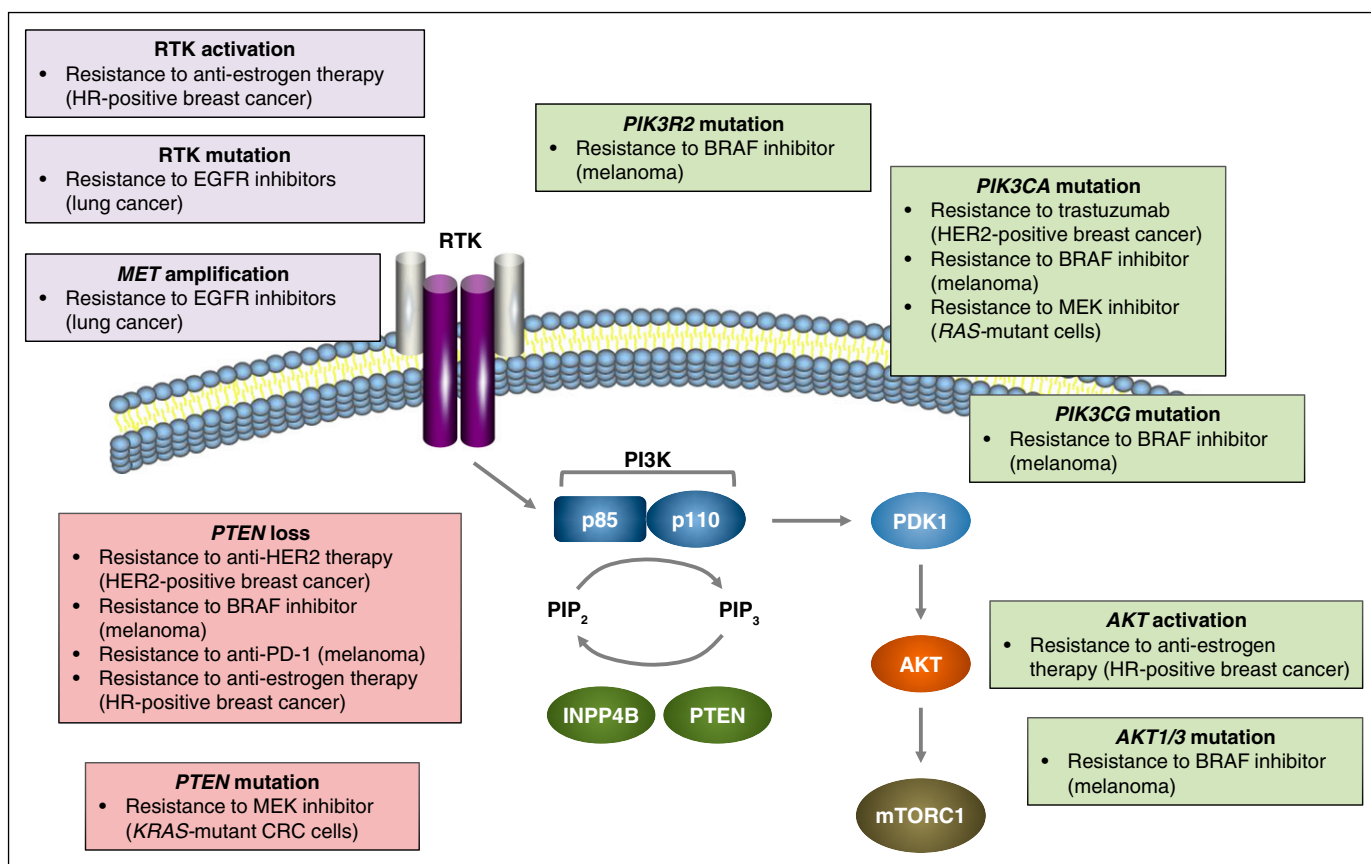 RTK activation
• Resistance to anti-estrogen therapy
(HR-positive breast cancer)
RTK mutation
• Resistance to EGFR inhibitors
(lung cancer)
MET amplification
• Resistance to EGFR inhibitors
(lung cancer)
RTK
PIK3R2 mutation
• Resistance to BRAF inhibitor
(melanoma)
PIK3CA mutation
• Resistance to trastuzumab
(HER2-positive breast cancer)
• Resistance to BRAF inhibitor
(melanoma)
• Resistance to MEK inhibitor
(RAS-mutant cells)
PIK3CG mutation
• Resistance to BRAF inhibitor
(melanoma)
PI3K
p85
p110
PDK1
PIP2
PIP3
INPP4B
PTEN
AKT
mTORC1
PTEN loss
• Resistance to anti-HER2 therapy
(HER2-positive breast cancer)
• Resistance to BRAF inhibitor
(melanoma)
• Resistance to anti-PD-1 (melanoma)
• Resistance to anti-estrogen therapy
(HR-positive breast cancer)
PTEN mutation
• Resistance to MEK inhibitor
(KRAS-mutant CRC cells)
AKT activation
• Resistance to anti-estrogen
therapy (HR-positive breast cancer)
AKT1/3 mutation
• Resistance to BRAF inhibitor
(melanoma)